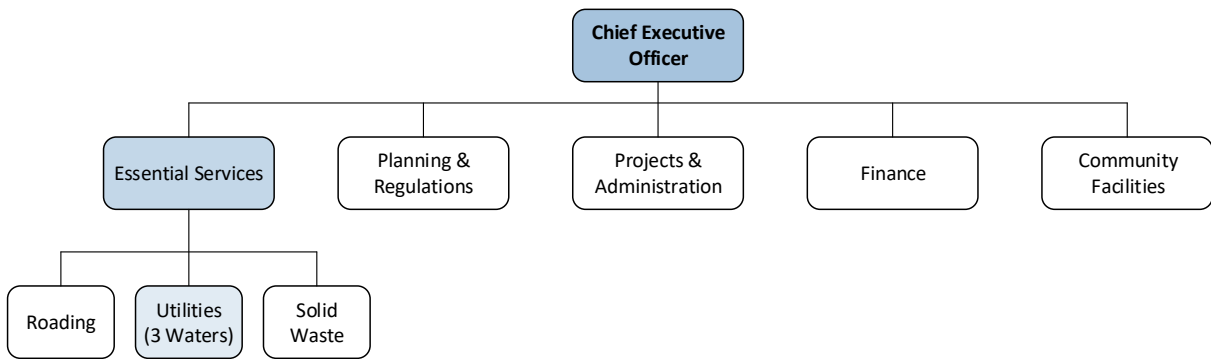 Chief Executive
Officer
Essential Services
Planning &
Regulations
Projects &
Administration
Finance
Community
Facilities
Roading
Utilities
(3 Waters)
Solid
Waste